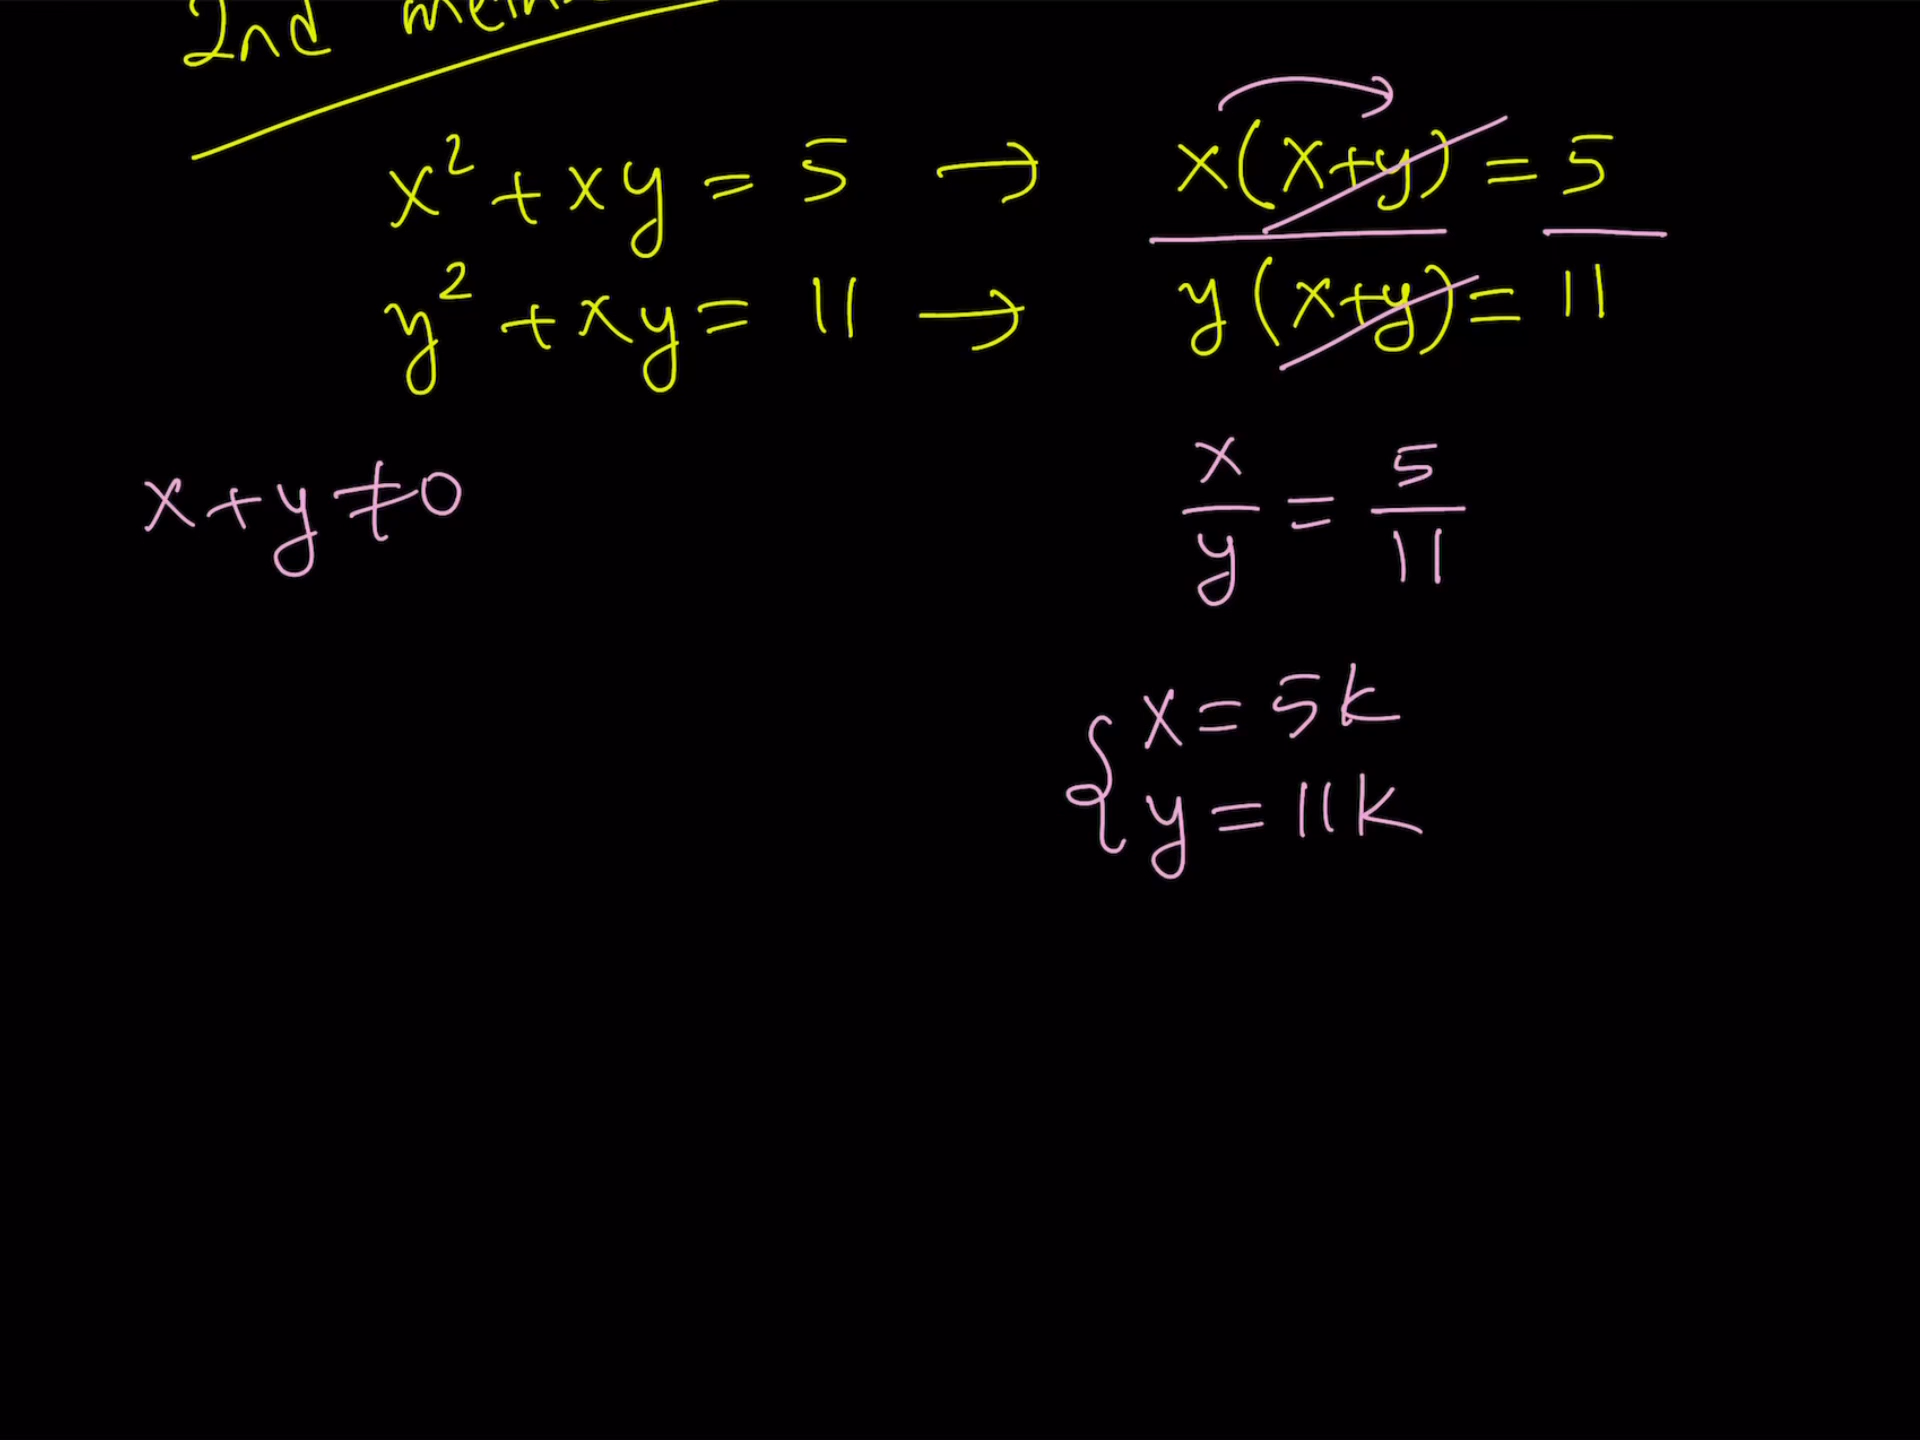 2nd
x² + xy = 5 → x(x+y) = 5
y² + xy = 11 → y(x+y) = 11
x+y≠0
x/y = 5/11
{ x = 5k
y = 11k